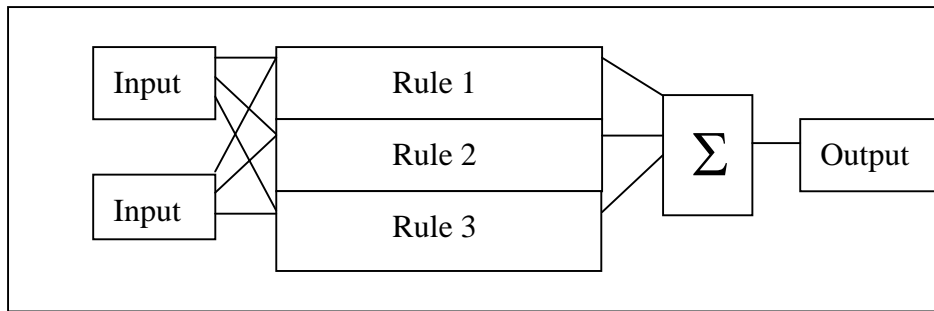 Input
Input
Rule 1
Rule 2
Rule 3
Σ
Output